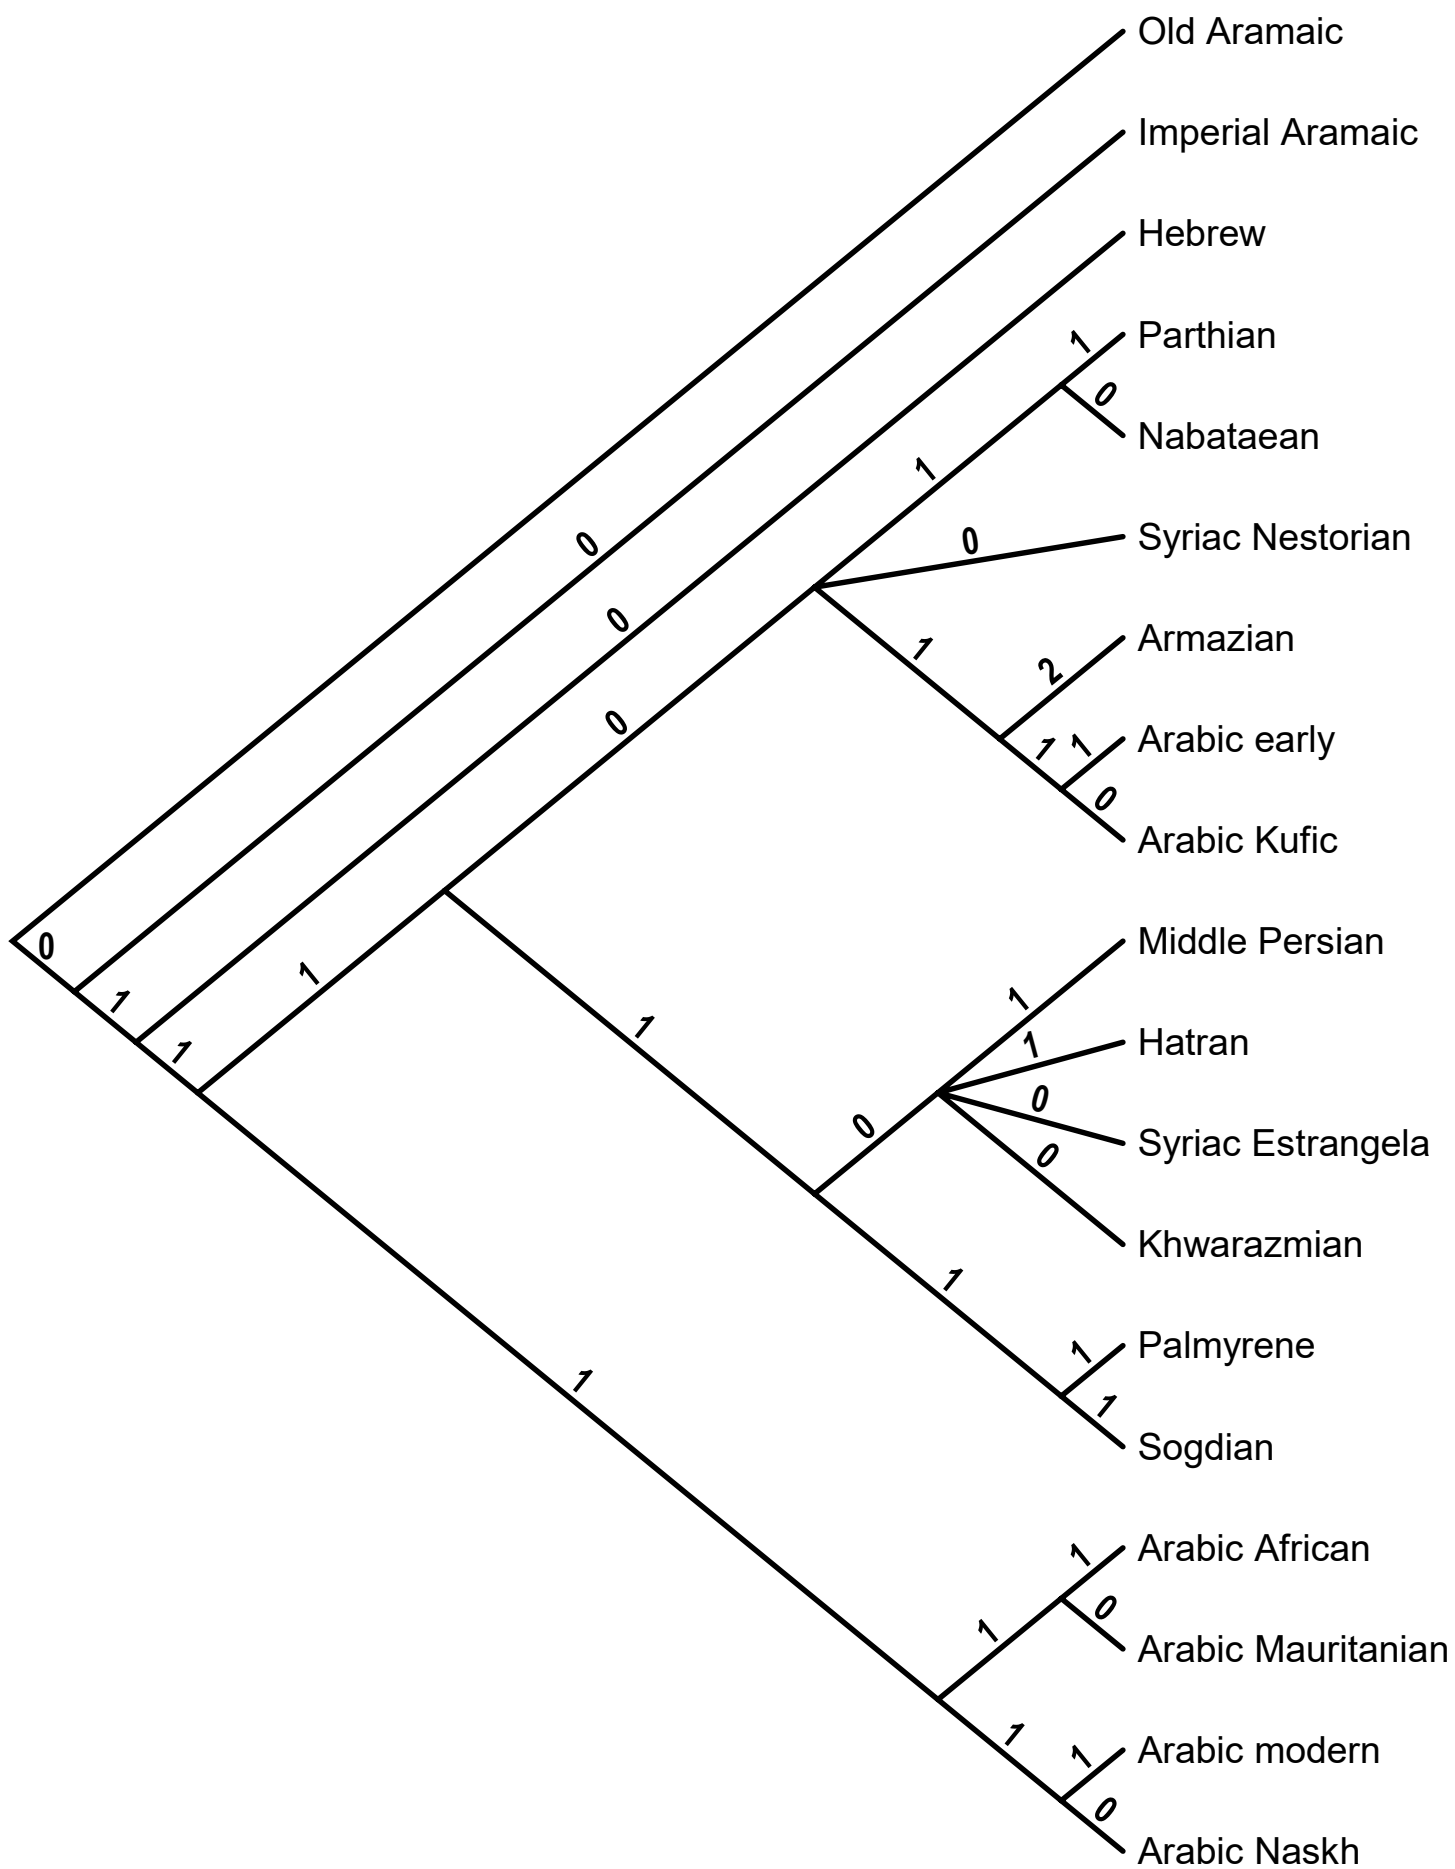 Old Aramaic
Imperial Aramaic
Hebrew
1
Parthian
0
Nabataean
1
0
Syriac Nestorian
0
0
1
2
Armazian
0
1
1
Arabic early
0
Arabic Kufic
0
1
1
Middle Persian
1
1
Hatran
1
0
Syriac Estrangela
1
0
0
Khwarazmian
1
1
Palmyrene
1
1
Sogdian
1
Arabic African
1
0
Arabic Mauritanian
1
1
Arabic modern
0
Arabic Naskh